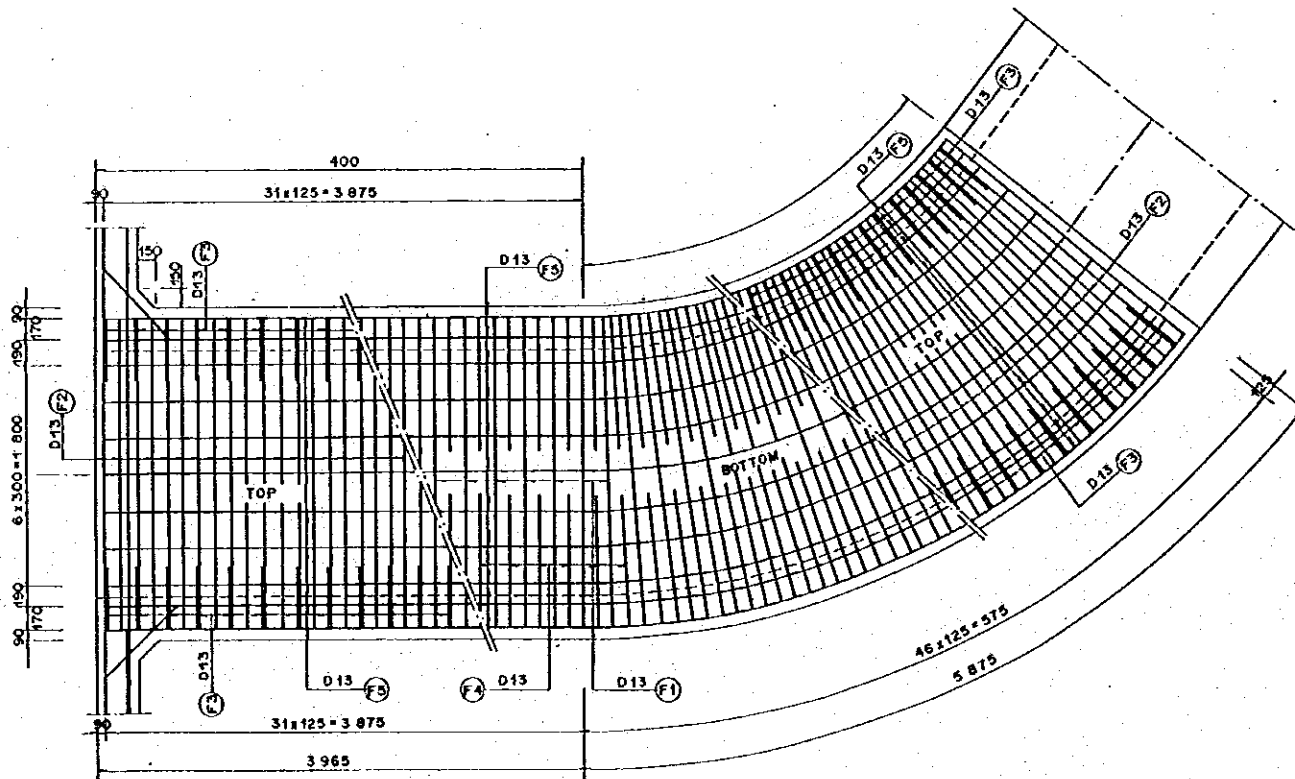 400
90
31x125=3 875
150
150
D13 F3
D13 F5
D13 F5
D13 F3
D13 F2
90
170
190
D13 F2
6x300=1 800
TOP
BOTTOM
TOP
190
170
90
D13 F3
D13 F5
F4 D13
D13 F1
D13 F3
125
46x125=575
5 875
90
31x125=3 875
3 965